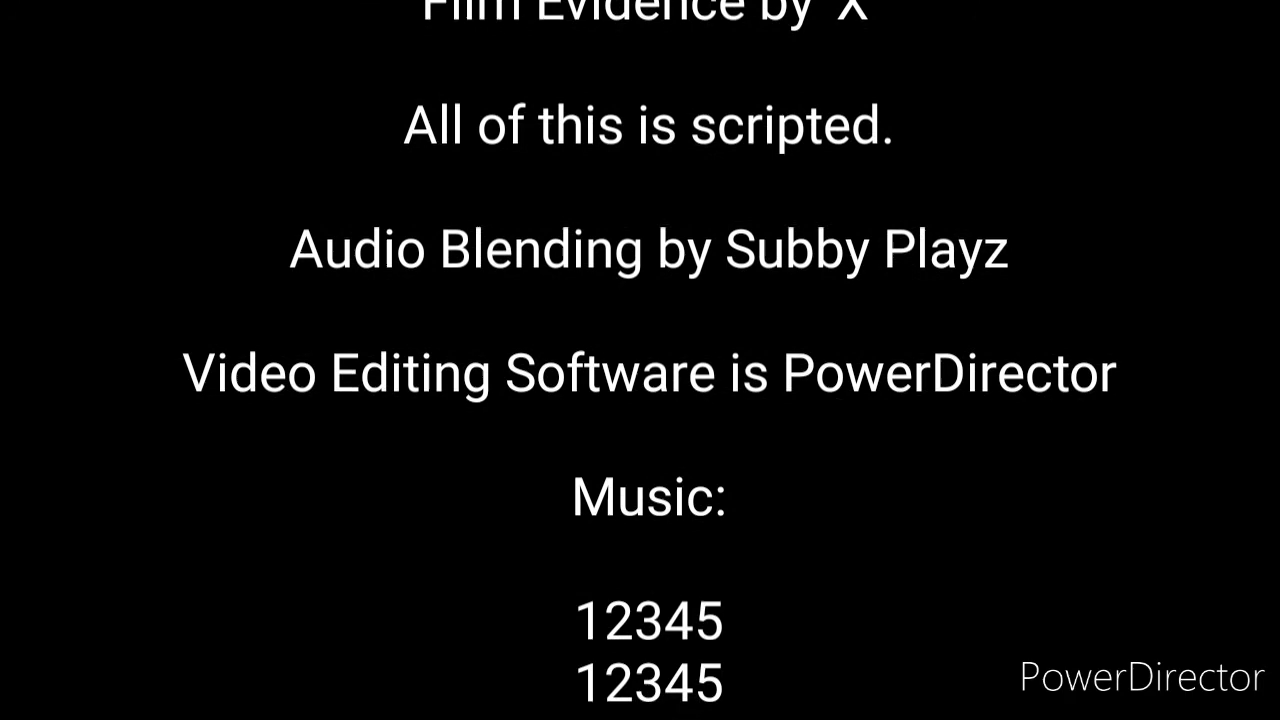 Film Evidence by 'X'
All of this is scripted.
Audio Blending by Subby Playz
Video Editing Software is PowerDirector
Music:
12345
12345
PowerDirector